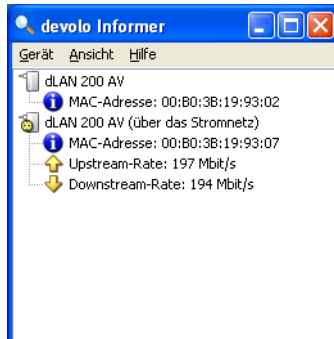 devolo Informer
Gerät Ansicht Hilfe
dLAN 200 AV
MAC-Adresse: 00:B0:3B:19:93:02
dLAN 200 AV (über das Stromnetz)
MAC-Adresse: 00:B0:3B:19:93:07
Upstream-Rate: 197 Mbit/s
Downstream-Rate: 194 Mbit/s